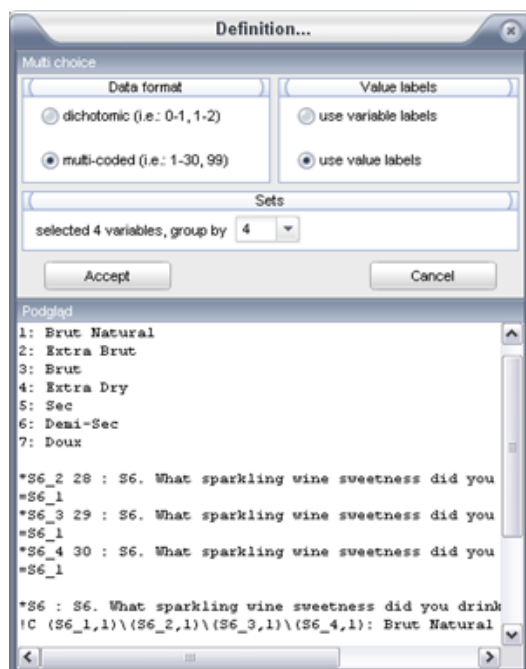 Definition...
Multi choice
Data format
Value labels
dichotomic (i.e.: 0-1, 1-2)
use variable labels
multi-coded (i.e.: 1-30, 99)
use value labels
Sets
selected 4 variables, group by 4
Accept
Cancel
Podgląd
1: Brut Natural
2: Extra Brut
3: Brut
4: Extra Dry
5: Sec
6: Demi-Sec
7: Doux
*S6_2 28 : S6. What sparkling wine sweetness did you
=S6_1
*S6_3 29 : S6. What sparkling wine sweetness did you
=S6_1
*S6_4 30 : S6. What sparkling wine sweetness did you
=S6_1
*S6 : S6. What sparkling wine sweetness did you drink
!C (S6_1,1)\(S6_2,1)\(S6_3,1)\(S6_4,1): Brut Natural